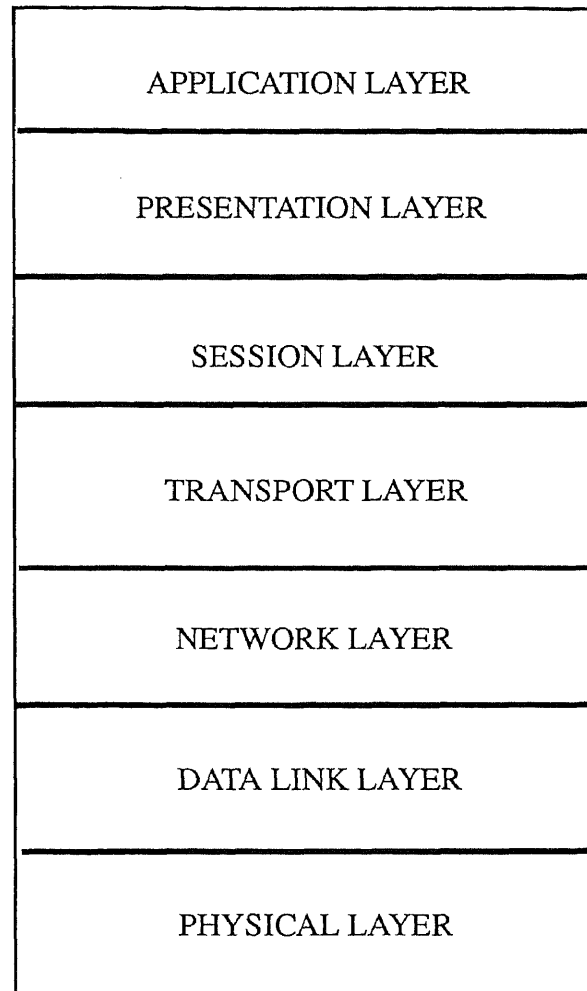 APPLICATION LAYER
PRESENTATION LAYER
SESSION LAYER
TRANSPORT LAYER
NETWORK LAYER
DATA LINK LAYER
PHYSICAL LAYER